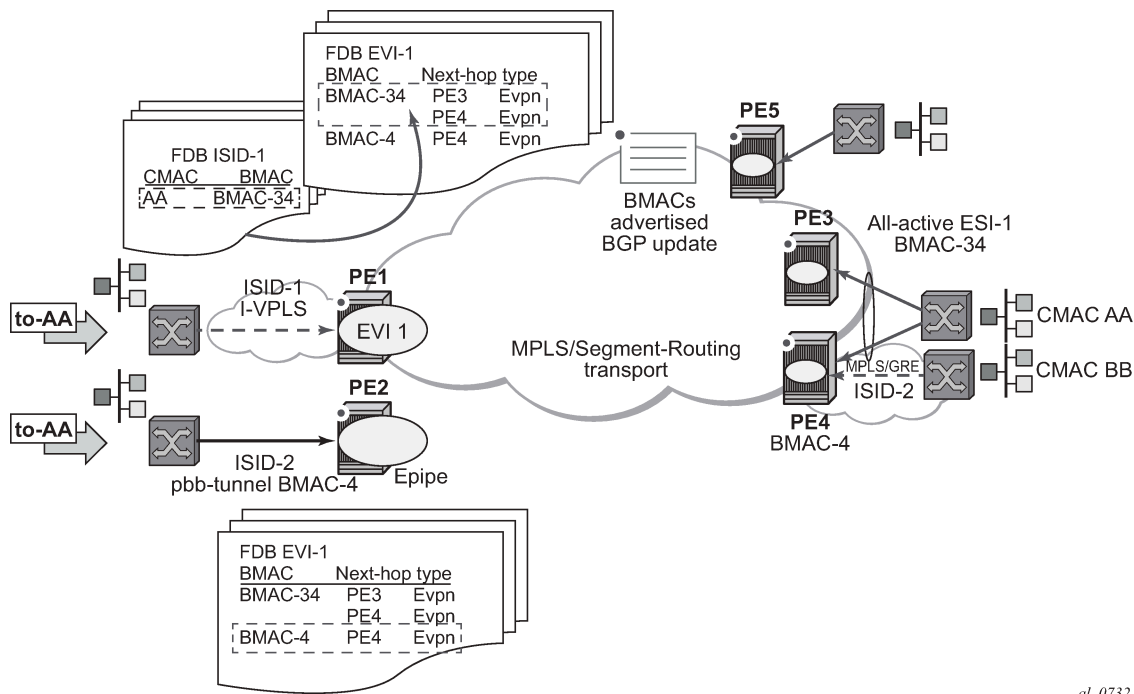 FDB EVI-1
BMAC Next-hop type
BMAC-34 PE3 Evpn
PE4 Evpn
BMAC-4 PE4 Evpn
FDB ISID-1
CMAC BMAC
AA BMAC-34
BMACs
advertised
BGP update
PE5
PE3
All-active ESI-1
BMAC-34
to-AA
ISID-1
I-VPLS
PE1
EVI 1
MPLS/Segment-Routing
transport
CMAC AA
MPLS/GRE
ISID-2
CMAC BB
PE4
BMAC-4
to-AA
PE2
ISID-2
pbb-tunnel BMAC-4
Epipe
FDB EVI-1
BMAC Next-hop type
BMAC-34 PE3 Evpn
PE4 Evpn
BMAC-4 PE4 Evpn
al_0732